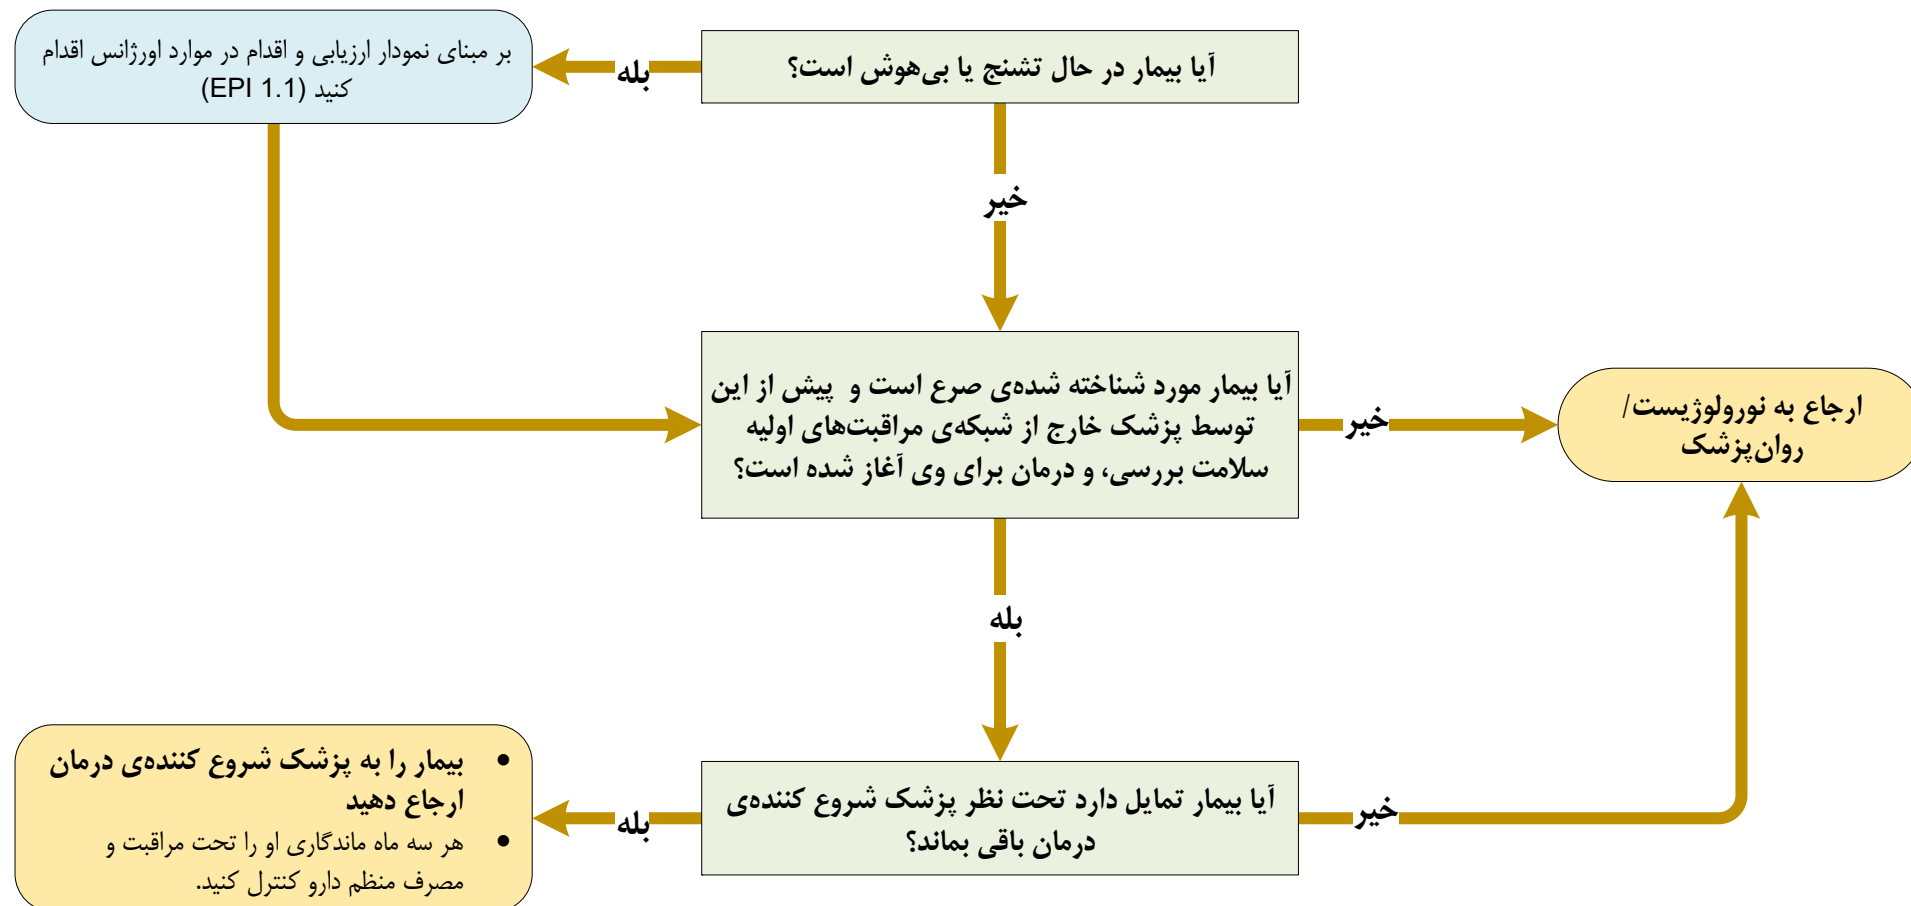 آیا بیمار در حال تشنج یا بی‌هوش است؟
بله
بر مبنای نمودار ارزیابی و اقدام در موارد اورژانس اقدام
کنید (EPI 1.1)
خیر
آیا بیمار مورد شناخته شده‌ی صرع است و پیش از این
توسط پزشک خارج از شبکه‌ی مراقبت‌های اولیه
سلامت بررسی، و درمان برای وی آغاز شده است؟
خیر
ارجاع به نورولوژیست/
روان‌پزشک
بله
آیا بیمار تمایل دارد تحت نظر پزشک شروع کننده‌ی
درمان باقی بماند؟
خیر
بله
• بیمار را به پزشک شروع کننده‌ی درمان
ارجاع دهید
• هر سه ماه ماندگاری او را تحت مراقبت و
مصرف منظم دارو کنترل کنید.